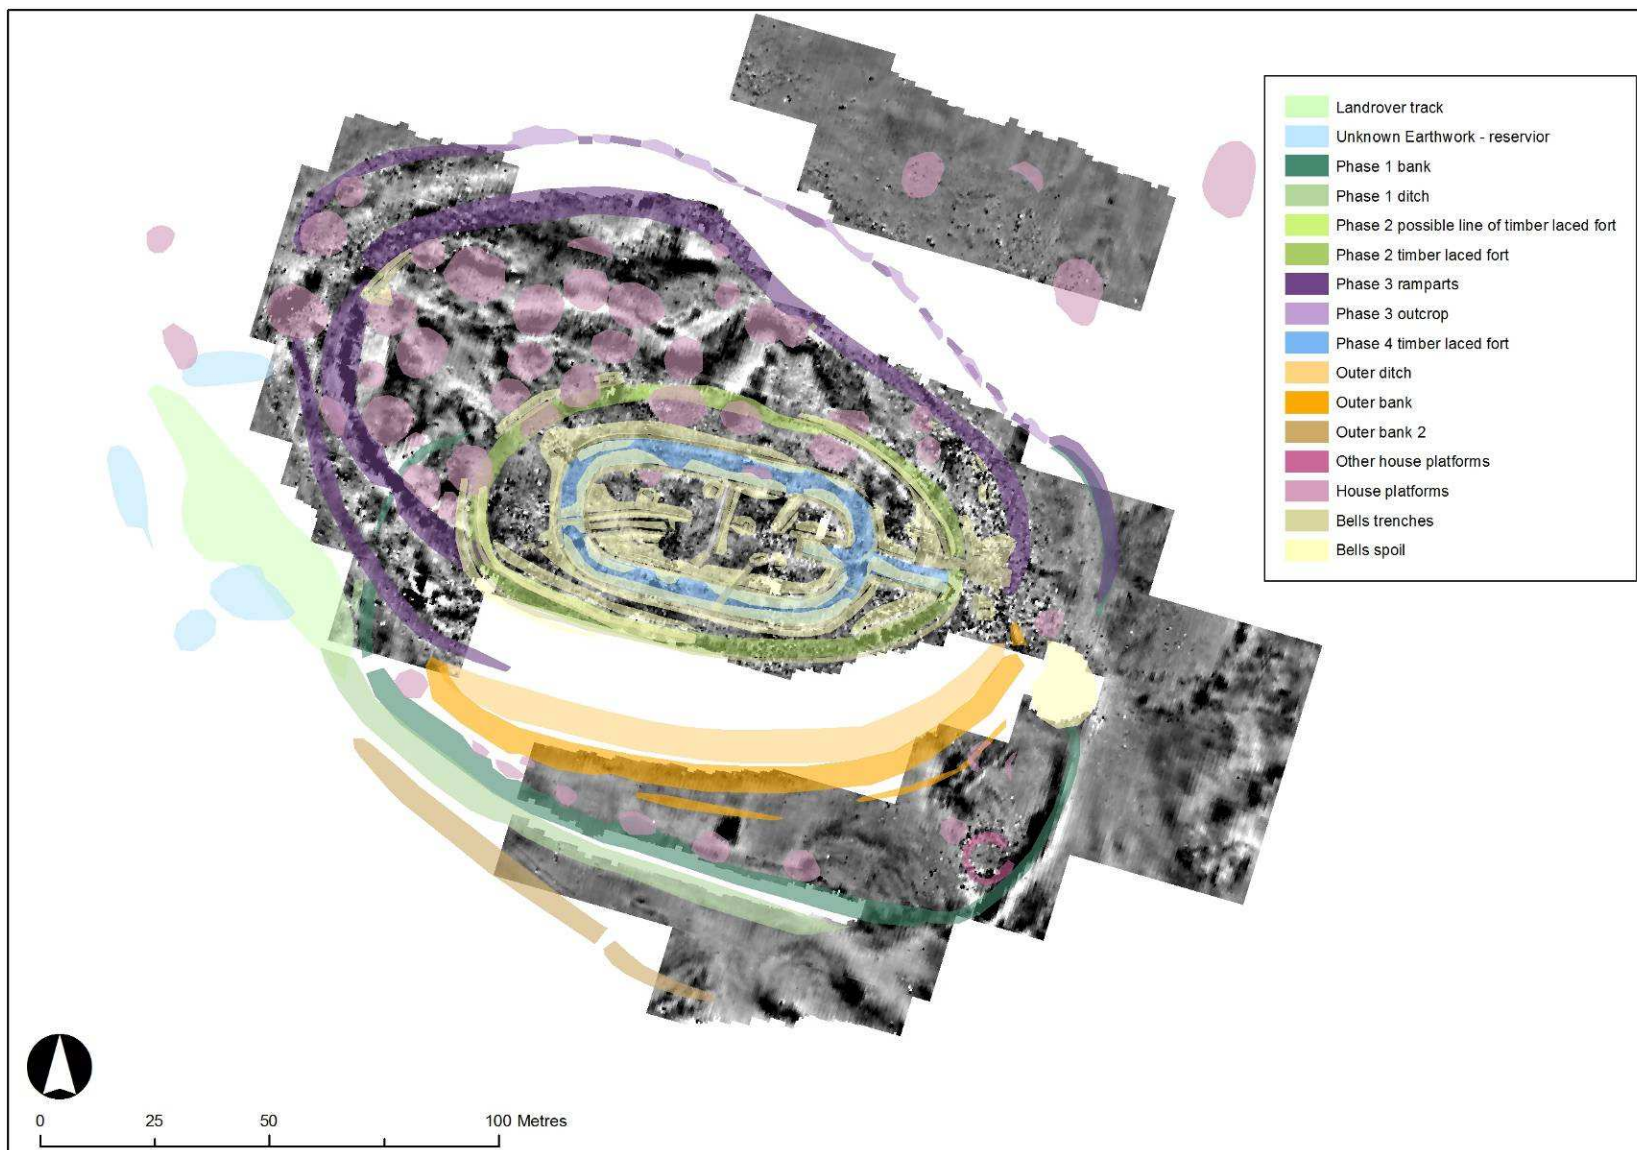 Landrover track
Unknown Earthwork - reservior
Phase 1 bank
Phase 1 ditch
Phase 2 possible line of timber laced fort
Phase 2 timber laced fort
Phase 3 ramparts
Phase 3 outcrop
Phase 4 timber laced fort
Outer ditch
Outer bank
Outer bank 2
Other house platforms
House platforms
Bells trenches
Bells spoil
0 25 50 100 Metres